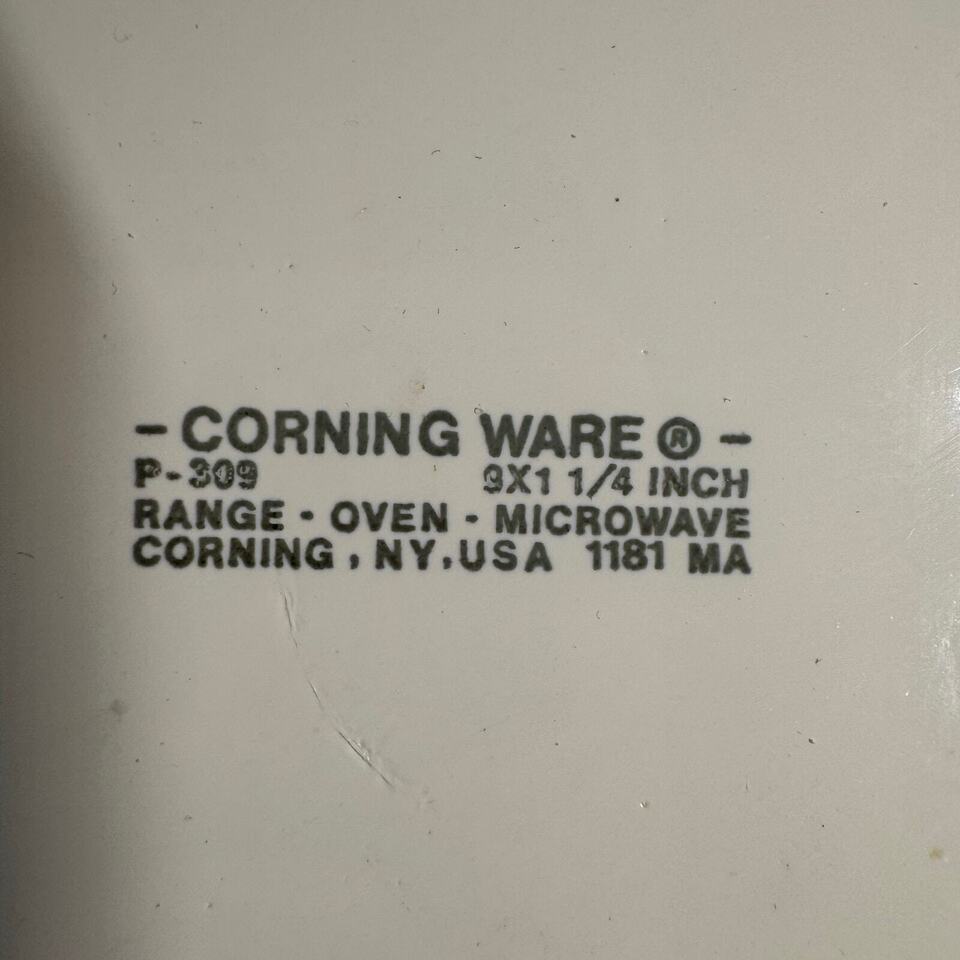 - CORNING WARE ® -
P-309 9X1 1/4 INCH
RANGE - OVEN - MICROWAVE
CORNING, NY, USA 1181 MA